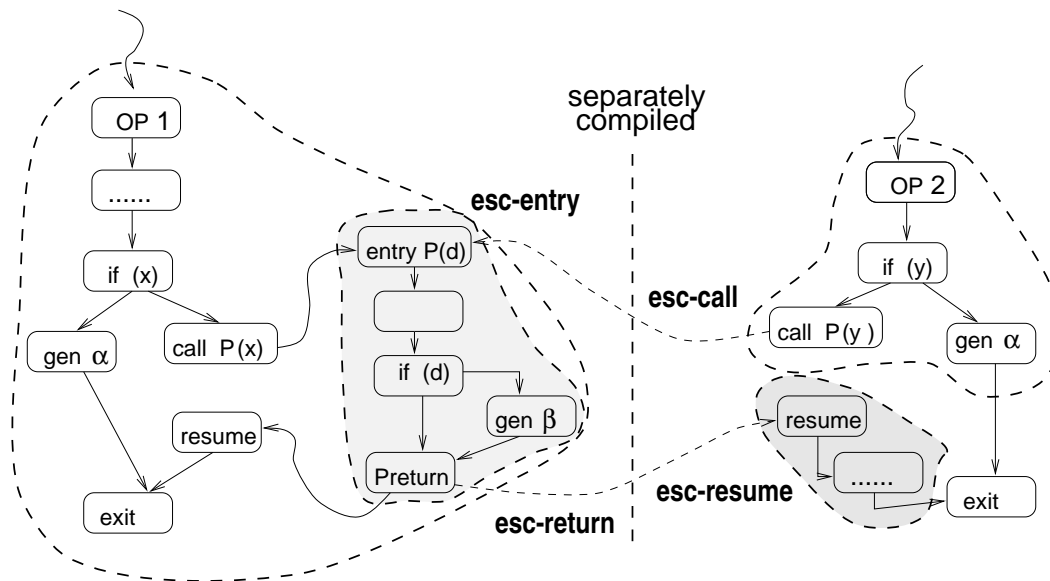 separately
compiled
OP 1
......
if (x)
gen α
call P(x)
resume
exit
esc-entry
entry P(d)
if (d)
gen β
Preturn
esc-return
esc-call
esc-resume
OP 2
if (y)
call P(y )
gen α
resume
......
exit